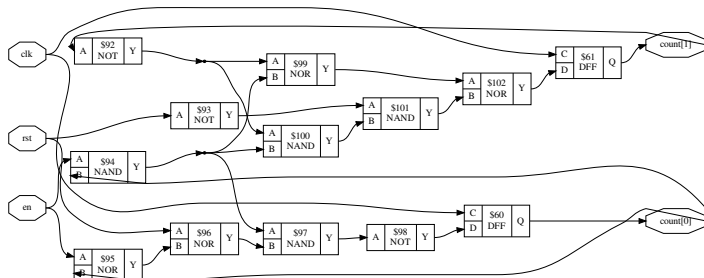 clk
rst
en
A $92 NOT Y
A B $99 NOR Y
C D $61 DFF Q
count[1]
A B $102 NOR Y
A $93 NOT Y
A B $101 NAND Y
A B $100 NAND Y
A B $94 NAND Y
C D $60 DFF Q
count[0]
A B $96 NOR Y
A B $97 NAND Y
A $98 NOT Y
A B $95 NOR Y